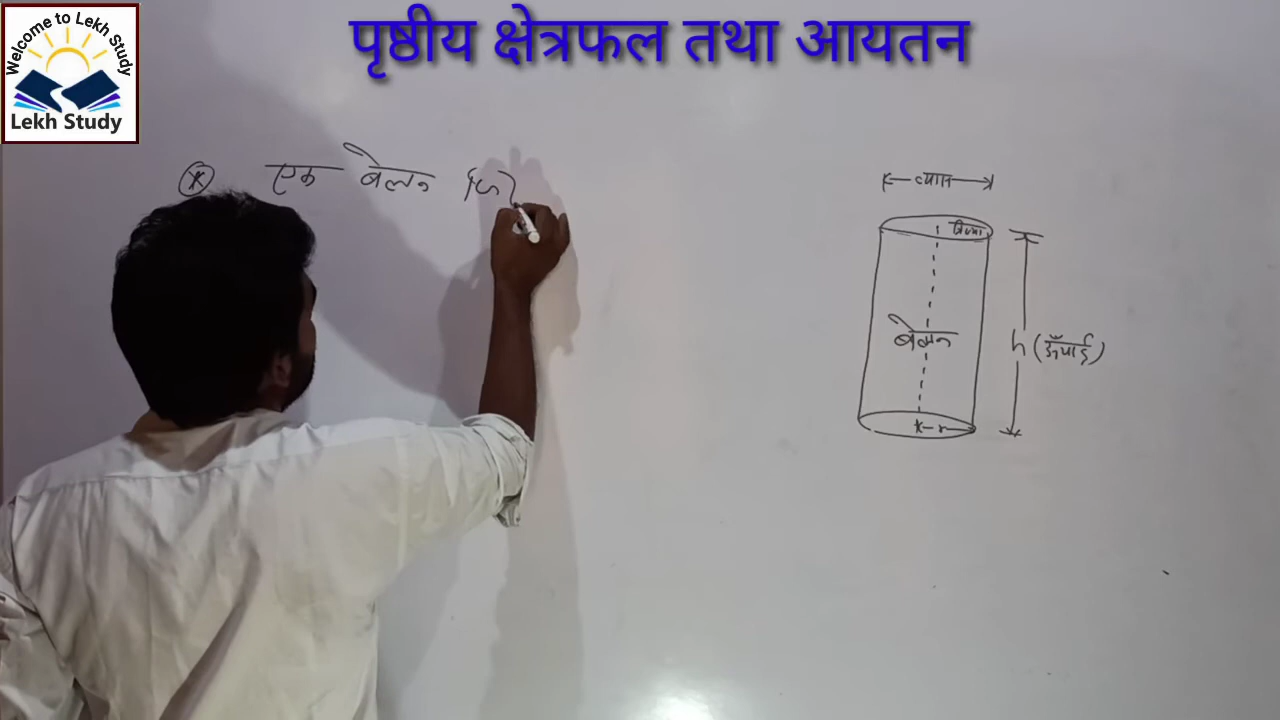 Welcome to Lekh Study
Lekh Study
पृष्ठीय क्षेत्रफल तथा आयतन
* एक बेलन
व्यास
त्रिज्या
बेलन
h (ऊँचाई)
r